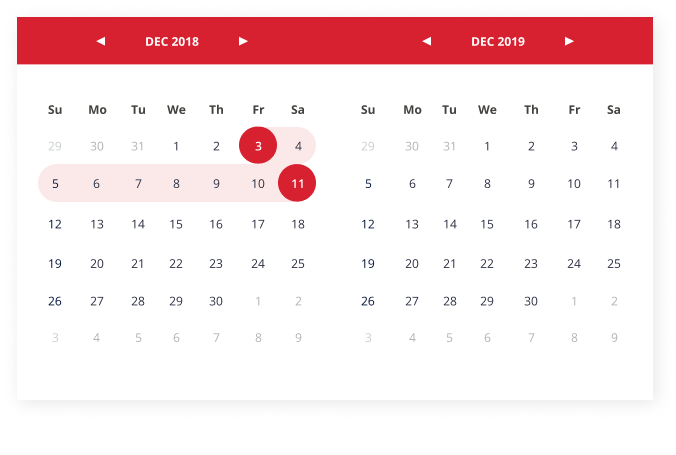 DEC 2018 DEC 2019
Su Mo Tu We Th Fr Sa Su Mo Tu We Th Fr Sa
29 30 31 1 2 3 4 29 30 31 1 2 3 4
5 6 7 8 9 10 11 5 6 7 8 9 10 11
12 13 14 15 16 17 18 12 13 14 15 16 17 18
19 20 21 22 23 24 25 19 20 21 22 23 24 25
26 27 28 29 30 1 2 26 27 28 29 30 1 2
3 4 5 6 7 8 9 3 4 5 6 7 8 9